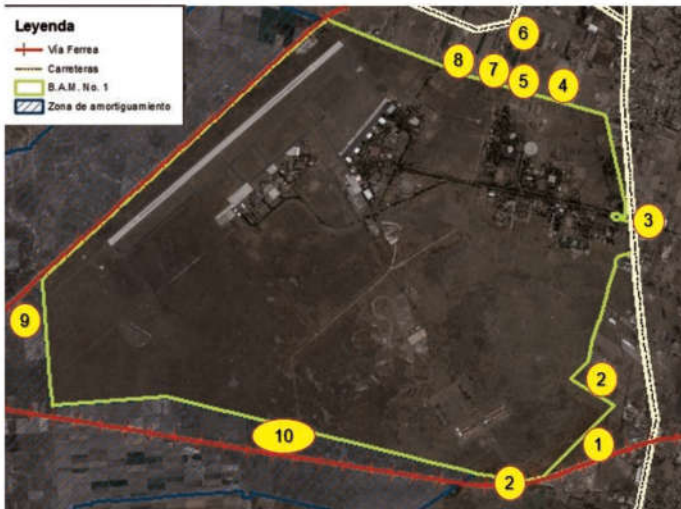 Leyenda
Vía Ferrea
Carreteras
B.A.M. No. 1
Zona de amortiguamiento
6
8
7
5
4
3
9
2
10
1
2